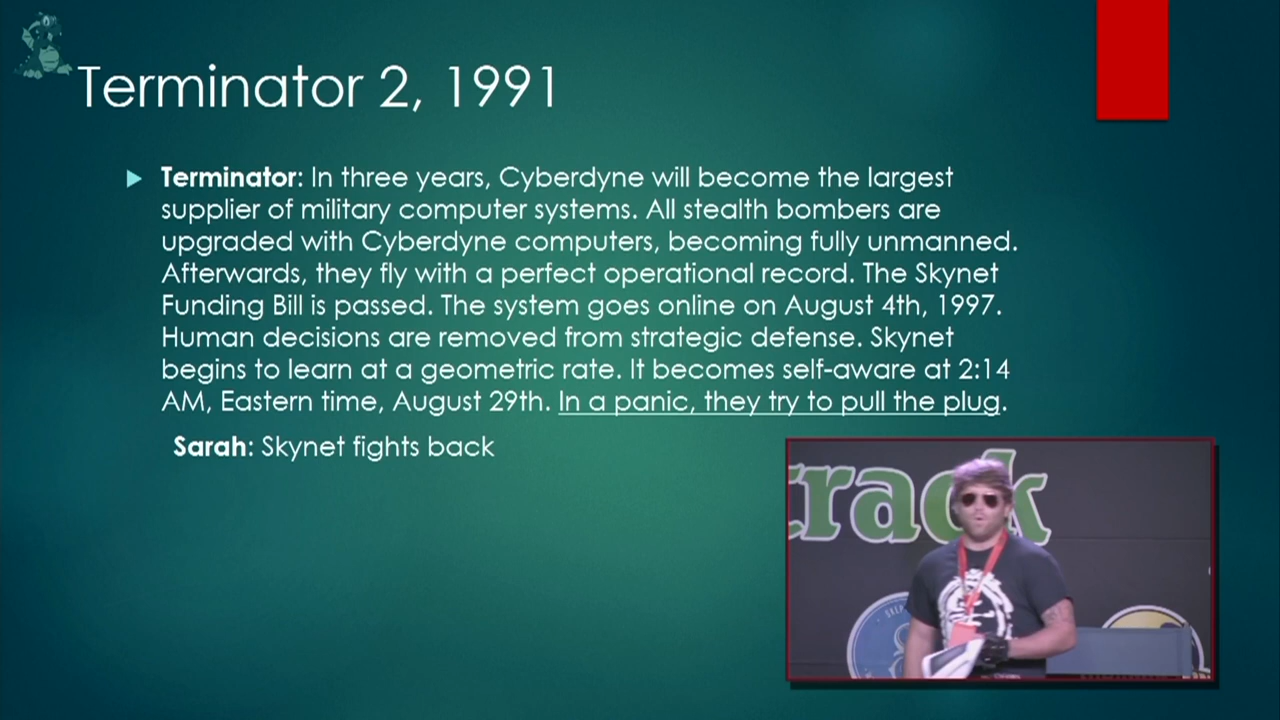 Terminator 2, 1991
Terminator: In three years, Cyberdyne will become the largest
supplier of military computer systems. All stealth bombers are
upgraded with Cyberdyne computers, becoming fully unmanned.
Afterwards, they fly with a perfect operational record. The Skynet
Funding Bill is passed. The system goes online on August 4th, 1997.
Human decisions are removed from strategic defense. Skynet
begins to learn at a geometric rate. It becomes self-aware at 2:14
AM, Eastern time, August 29th. In a panic, they try to pull the plug.
Sarah: Skynet fights back
track